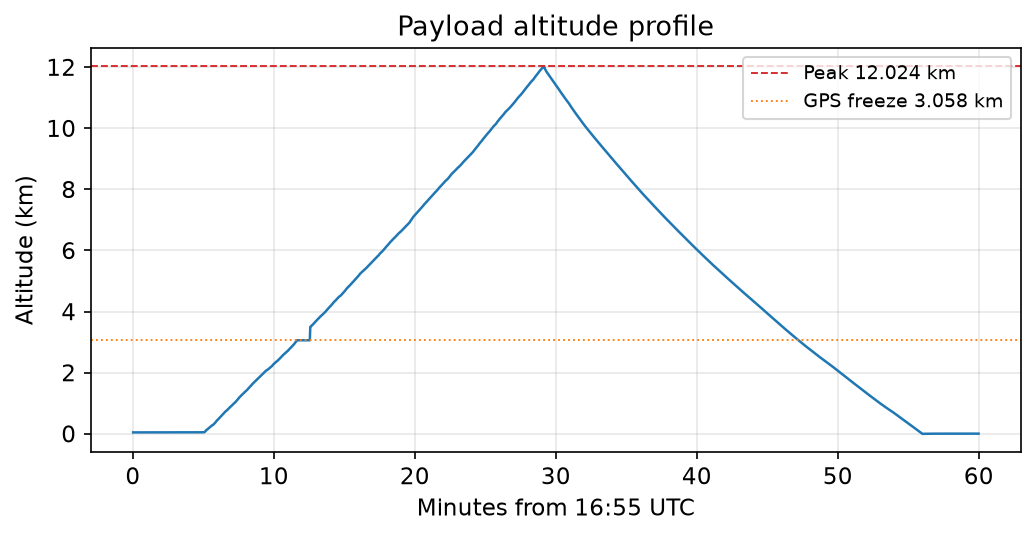 Payload altitude profile
Peak 12.024 km
GPS freeze 3.058 km
Altitude (km)
12
10
8
6
4
2
0
0 10 20 30 40 50 60
Minutes from 16:55 UTC